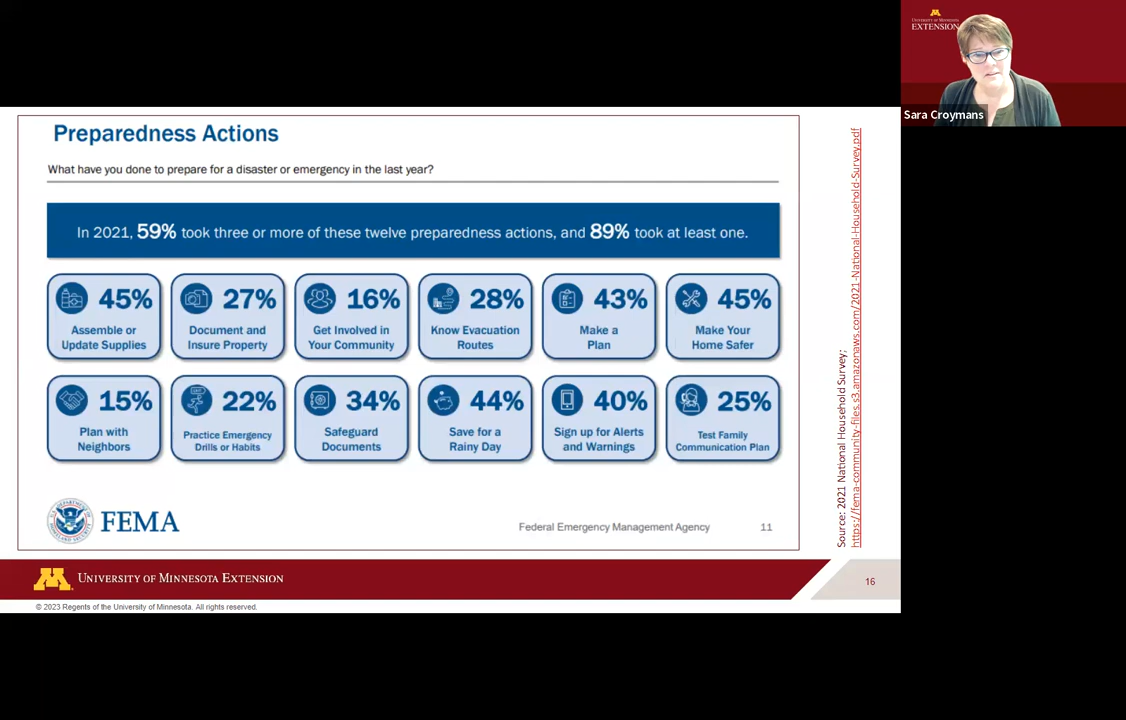 UNIVERSITY OF MINNESOTA
EXTENSION
Sara Croymans
Preparedness Actions
What have you done to prepare for a disaster or emergency in the last year?
In 2021, 59% took three or more of these twelve preparedness actions, and 89% took at least one.
45%
Assemble or
Update Supplies
27%
Document and
Insure Property
16%
Get Involved in
Your Community
28%
Know Evacuation
Routes
43%
Make a
Plan
45%
Make Your
Home Safer
15%
Plan with
Neighbors
22%
Practice Emergency
Drills or Habits
34%
Safeguard
Documents
44%
Save for a
Rainy Day
40%
Sign up for Alerts
and Warnings
25%
Test Family
Communication Plan
FEMA
Federal Emergency Management Agency
11
Source: 2021 National Household Survey;
https://fema-community-files.s3.amazonaws.com/2021-National-Household-Survey.pdf
M UNIVERSITY OF MINNESOTA EXTENSION
16
© 2023 Regents of the University of Minnesota. All rights reserved.